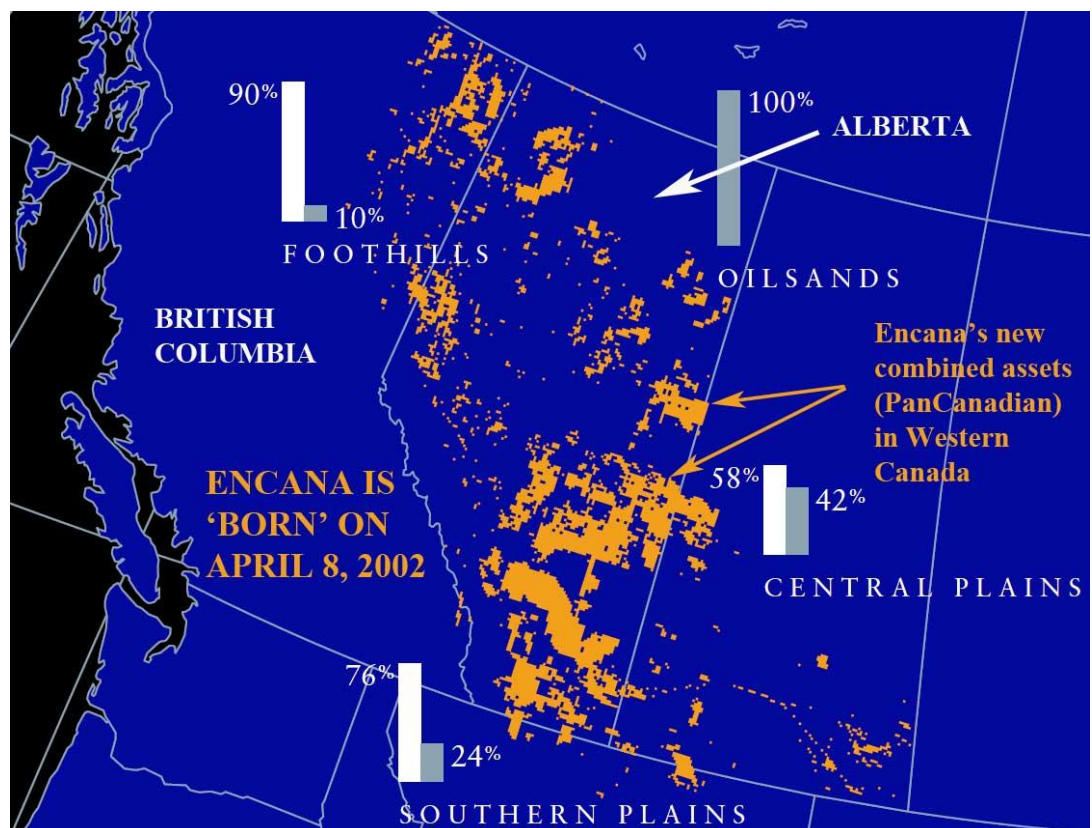 90%
10%
FOOTHILLS
100%
ALBERTA
OILSANDS
BRITISH
COLUMBIA
Encana’s new
combined assets
(PanCanadian)
in Western
Canada
ENCANA IS
‘BORN’ ON
APRIL 8, 2002
58%
42%
CENTRAL PLAINS
76%
24%
SOUTHERN PLAINS